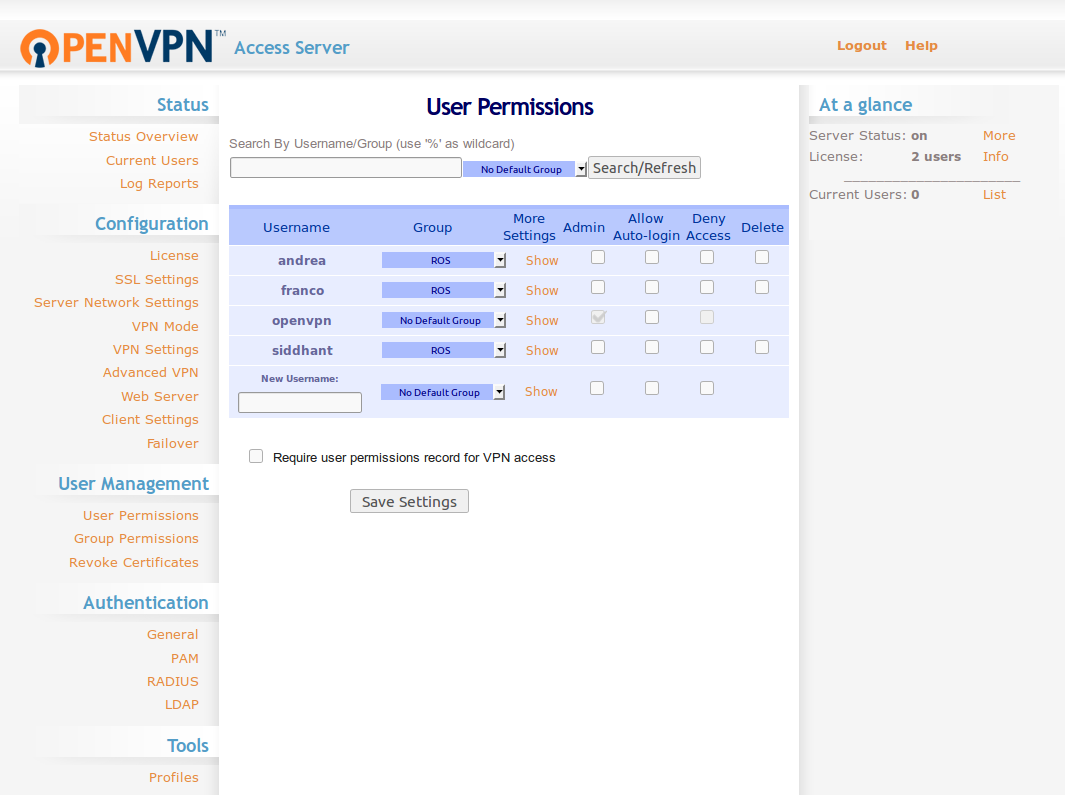 OPENVPN™ Access Server
Logout Help
Status
Status Overview
Current Users
Log Reports
Configuration
License
SSL Settings
Server Network Settings
VPN Mode
VPN Settings
Advanced VPN
Web Server
Client Settings
Failover
User Management
User Permissions
Group Permissions
Revoke Certificates
Authentication
General
PAM
RADIUS
LDAP
Tools
Profiles
User Permissions
Search By Username/Group (use '%' as wildcard)
No Default Group Search/Refresh
Username Group More Settings Admin Allow Auto-login Deny Access Delete
andrea ROS Show
franco ROS Show
openvpn No Default Group Show
siddhant ROS Show
New Username:
No Default Group Show
Require user permissions record for VPN access
Save Settings
At a glance
Server Status: on More
License: 2 users Info
Current Users: 0 List